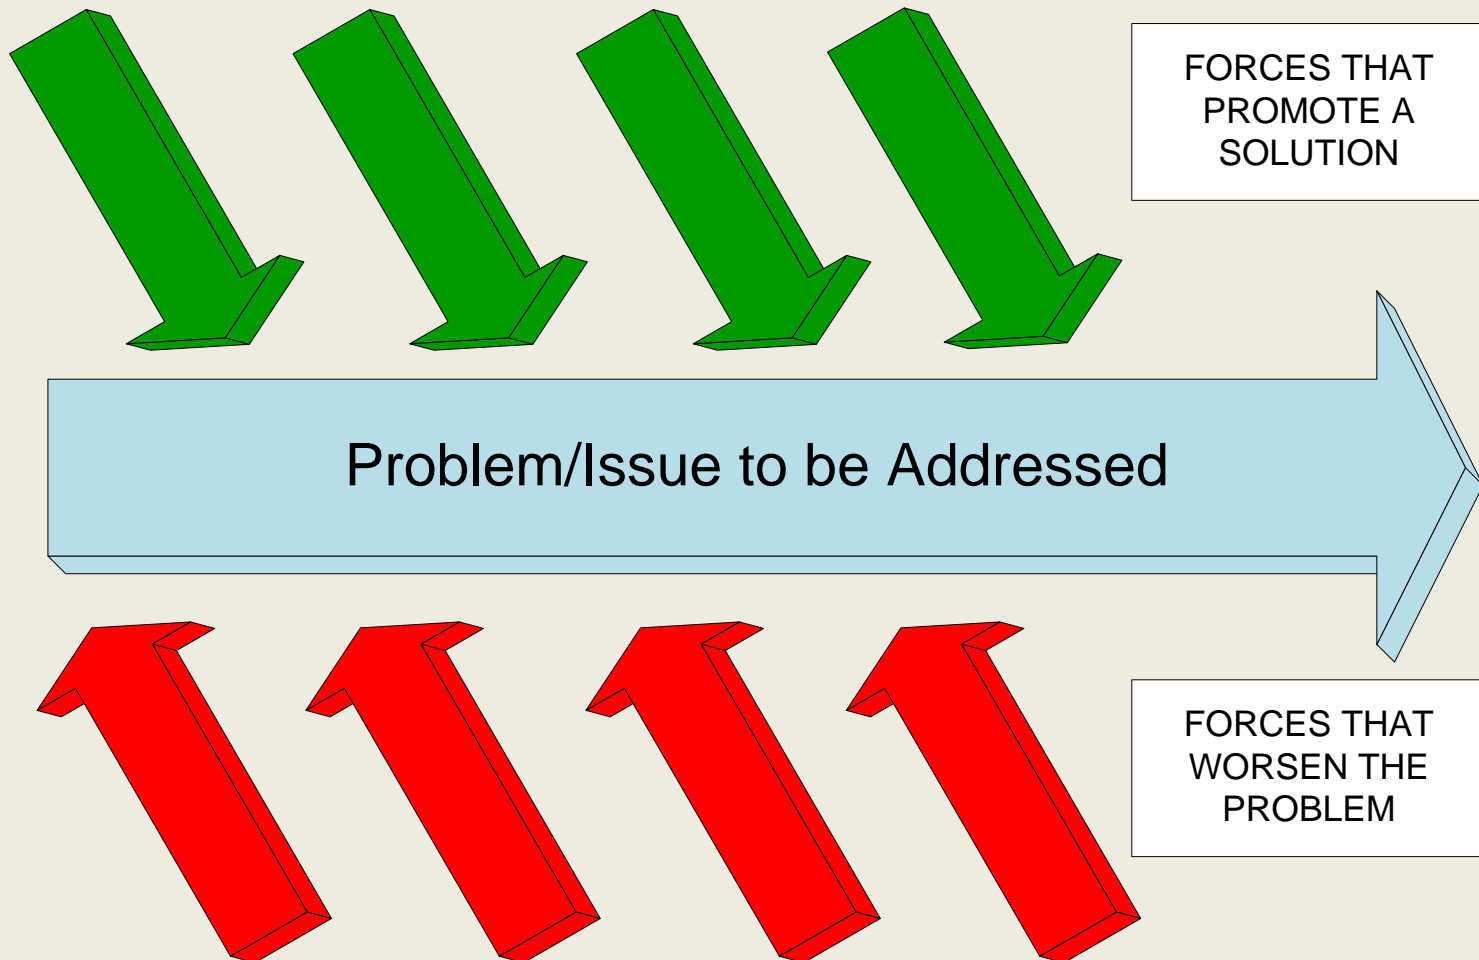 FORCES THAT
PROMOTE A
SOLUTION
Problem/Issue to be Addressed
FORCES THAT
WORSEN THE
PROBLEM